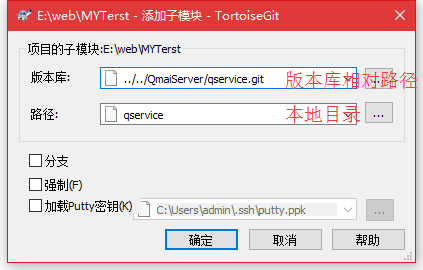 E:\web\MYTerst - 添加子模块 - TortoiseGit
项目的子模块:E:\web\MYTerst
版本库: ../../QmaiServer/qservice.git 版本库相对路径 ...
路径: qservice 本地目录 ...
分支
强制(F)
加载Putty密钥(K) C:\Users\admin\.ssh\putty.ppk ...
确定 取消 帮助